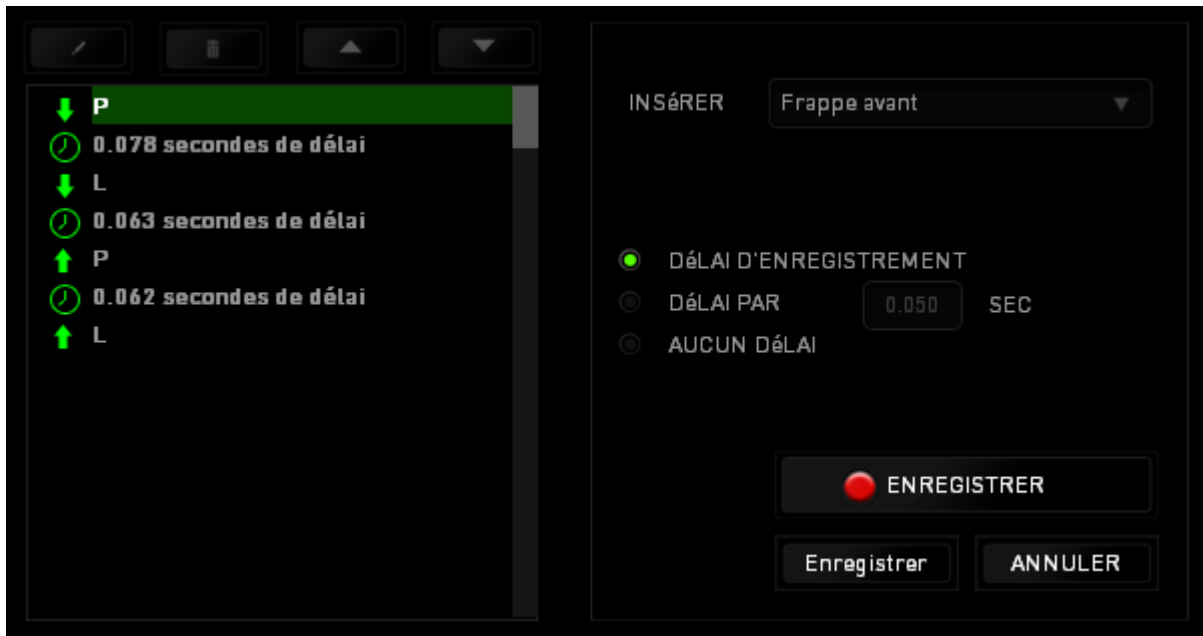 P
0.078 secondes de délai
L
0.063 secondes de délai
P
0.062 secondes de délai
L
INSéRER Frappe avant
DéLAI D'ENREGISTREMENT
DéLAI PAR 0.050 SEC
AUCUN DéLAI
ENREGISTRER
Enregistrer ANNULER